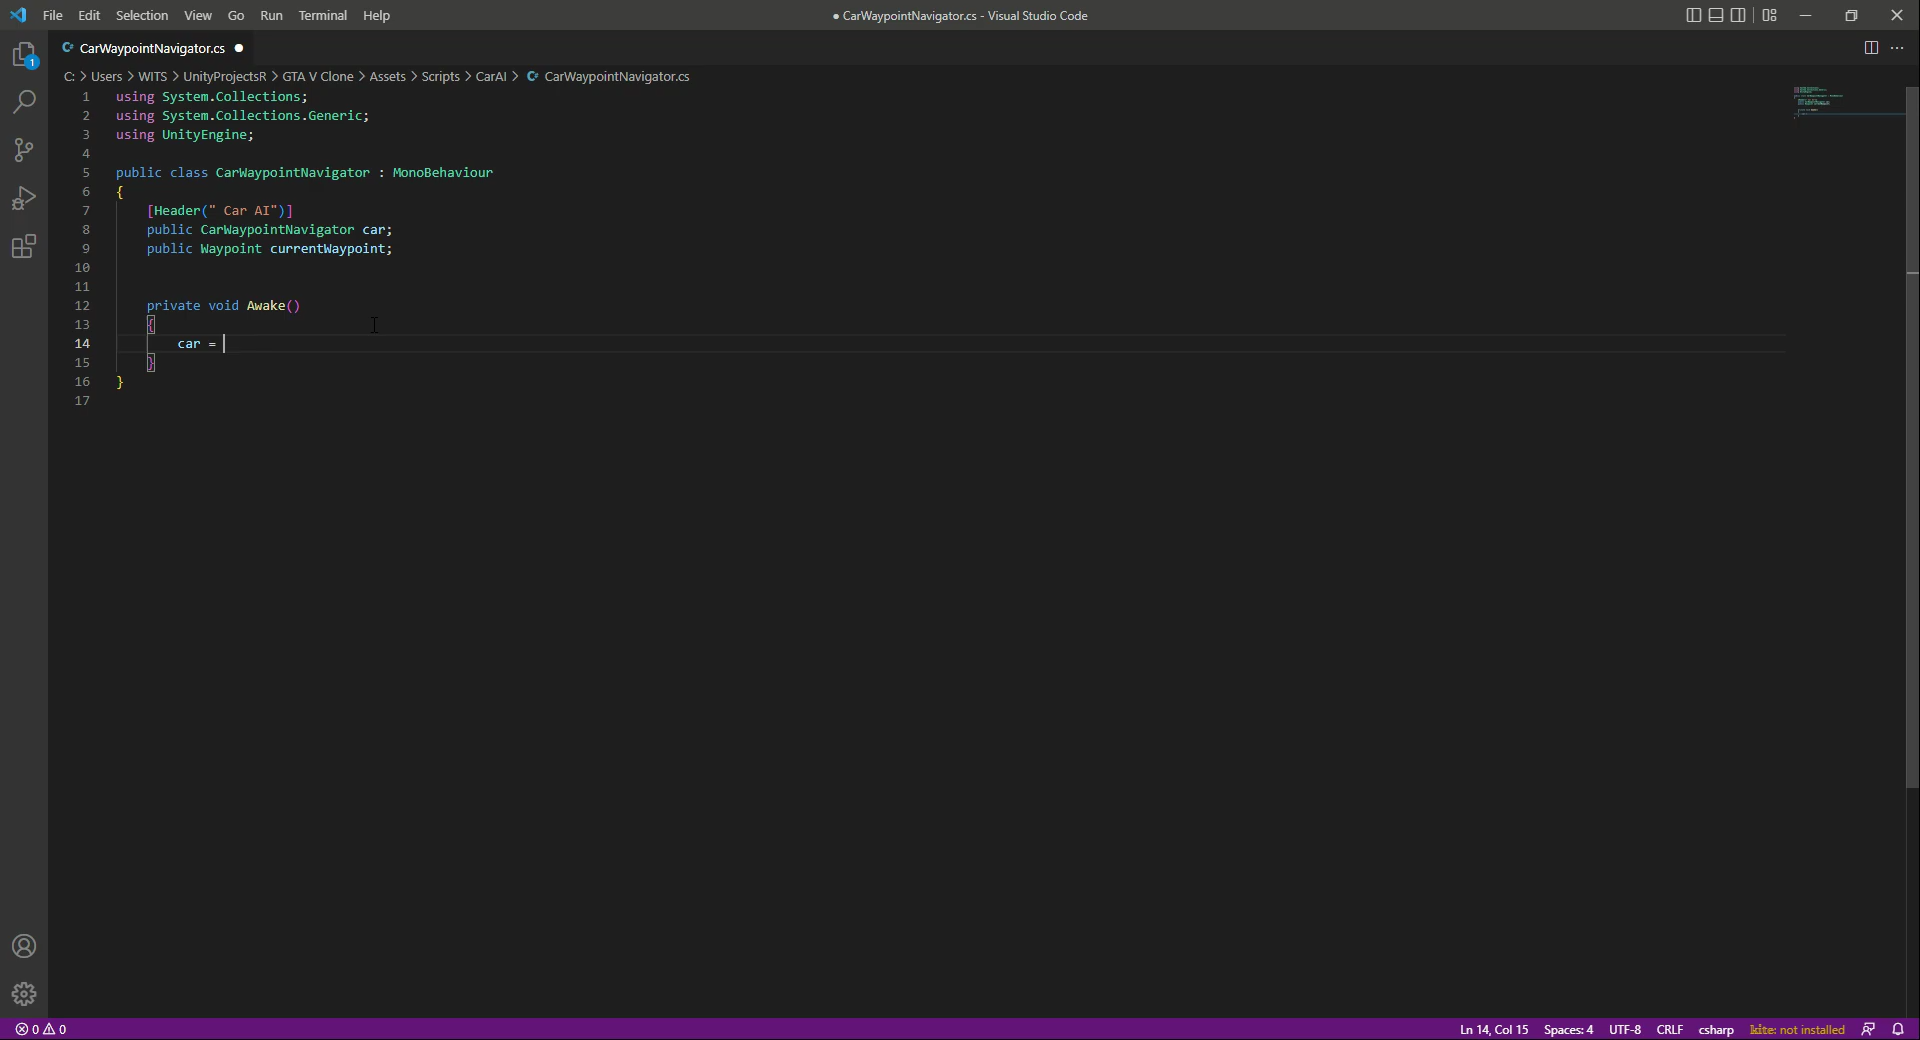 File Edit Selection View Go Run Terminal Help
● CarWaypointNavigator.cs - Visual Studio Code
CarWaypointNavigator.cs ●
C: > Users > WITS > UnityProjectsR > GTA V Clone > Assets > Scripts > CarAI > CarWaypointNavigator.cs
1 using System.Collections;
2 using System.Collections.Generic;
3 using UnityEngine;
4
5 public class CarWaypointNavigator : MonoBehaviour
6 {
7 [Header(" Car AI")]
8 public CarWaypointNavigator car;
9 public Waypoint currentWaypoint;
10
11
12 private void Awake()
13 {
14 car =
15 }
16 }
17
1
0 0 Ln 14, Col 15 Spaces: 4 UTF-8 CRLF csharp kite: not installed